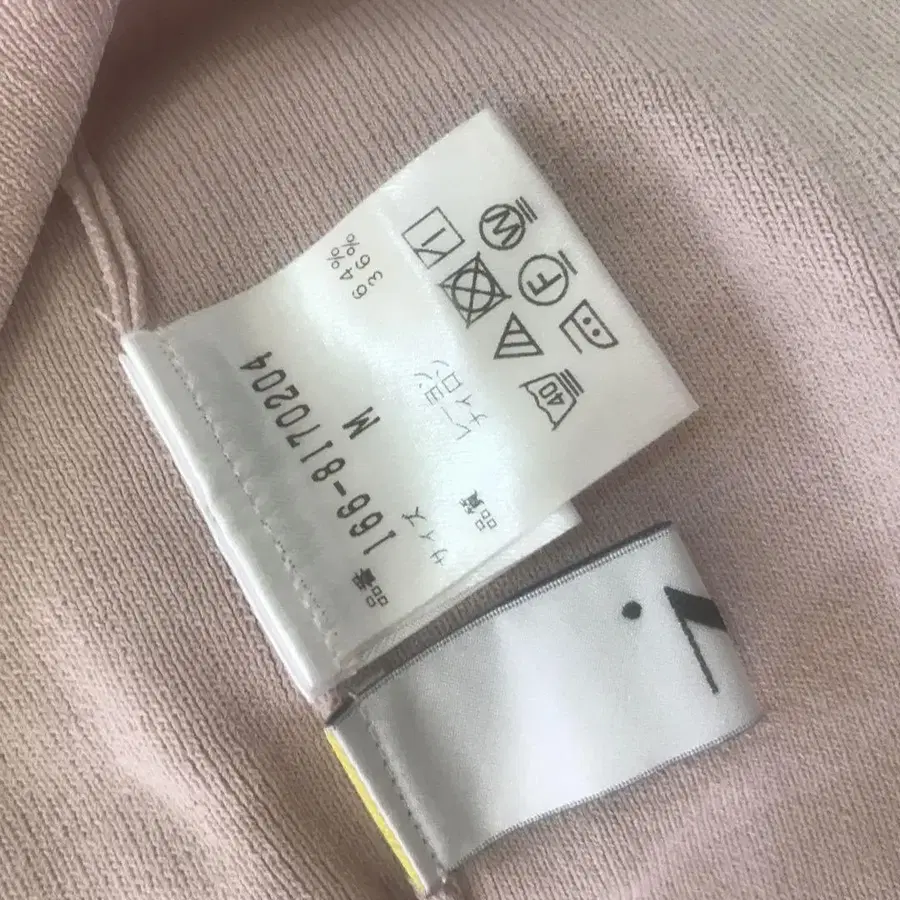 品番 166-8170204
サイズ M
品質 レーヨン 64%
ナイロン 36%
40
F W